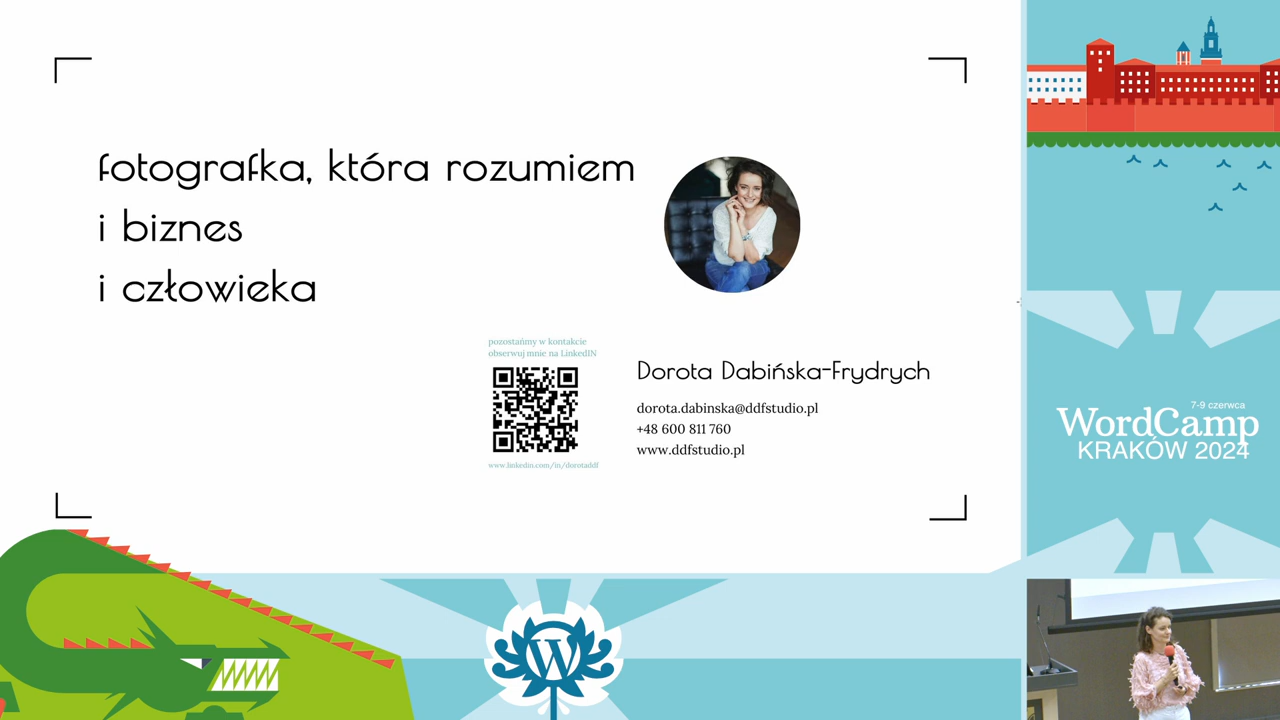 fotografka, która rozumiem
i biznes
i człowieka
pozostańmy w kontakcie
obserwuj mnie na LinkedIN
www.linkedin.com/in/dorotaddf
Dorota Dabińska-Frydrych
dorota.dabinska@ddfstudio.pl
+48 600 811 760
www.ddfstudio.pl
7-9 czerwca
WordCamp
KRAKÓW 2024